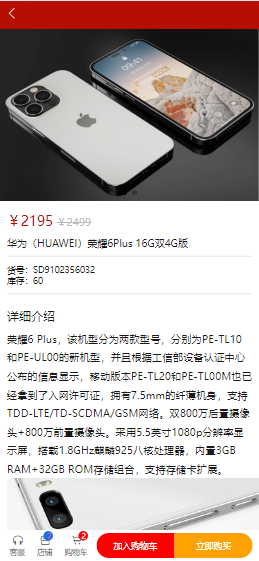 ￥2195 ￥2499
华为（HUAWEI）荣耀6Plus 16G双4G版
货号：SD9102356032
库存：60
详细介绍
荣耀6 Plus，该机型分为两款型号，分别为PE-TL10
和PE-UL00的新机型，并且根据工信部设备认证中心
公布的信息显示，移动版本PE-TL20和PE-TL00M也已
经拿到了入网许可证，拥有7.5mm的纤薄机身，支持
TDD-LTE/TD-SCDMA/GSM网络。双800万后置摄像
头+800万前置摄像头。采用5.5英寸1080p分辨率显
示屏，搭载1.8GHz麒麟925八核处理器，内置3GB
RAM+32GB ROM存储组合，支持存储卡扩展。
客服 店铺 购物车 2 加入购物车 立即购买